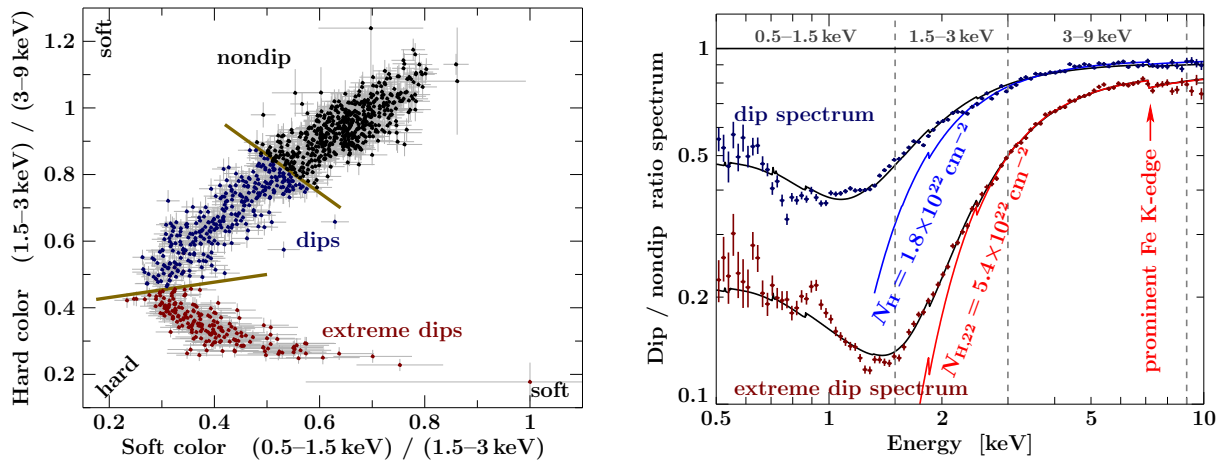 Hard color (1.5–3 keV) / (3–9 keV)
1.2
1
0.8
0.6
0.4
0.2
soft
nondip
dips
extreme dips
hard
soft
0.2
0.4
0.6
0.8
1
Soft color (0.5–1.5 keV) / (1.5–3 keV)
Dip / nondip ratio spectrum
1
0.5
0.2
0.1
0.5–1.5 keV
1.5–3 keV
3–9 keV
dip spectrum
N_H = 1.8×10^22 cm^−2
N_H,22 = 5.4×10^22 cm^−2
prominent Fe K-edge →
extreme dip spectrum
0.5
1
2
5
10
Energy [keV]